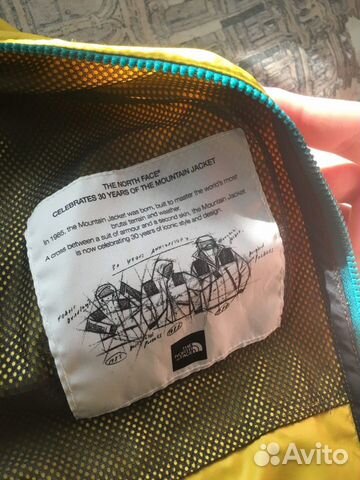 THE NORTH FACE®
CELEBRATES 30 YEARS OF THE MOUNTAIN JACKET
In 1985, the Mountain Jacket was born, built to master the world's most
brutal terrain and weather.
A cross between a suit of armour and a second skin, the Mountain Jacket
is now celebrating 30 years of iconic style and design.
30 YEARS
THE
NORTH
FACE
Avito